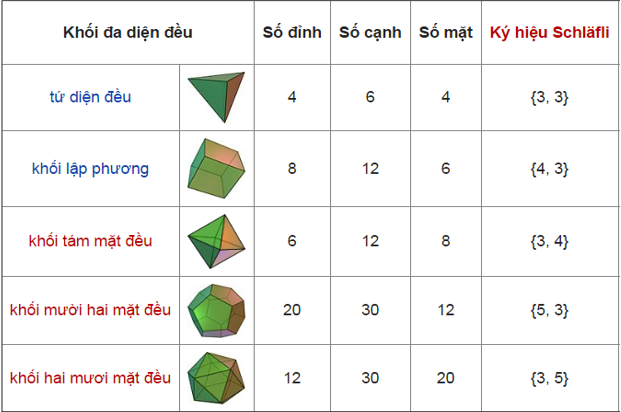 Khối đa diện đều Số đỉnh Số cạnh Số mặt Ký hiệu Schläfli
tứ diện đều 4 6 4 {3, 3}
khối lập phương 8 12 6 {4, 3}
khối tám mặt đều 6 12 8 {3, 4}
khối mười hai mặt đều 20 30 12 {5, 3}
khối hai mươi mặt đều 12 30 20 {3, 5}